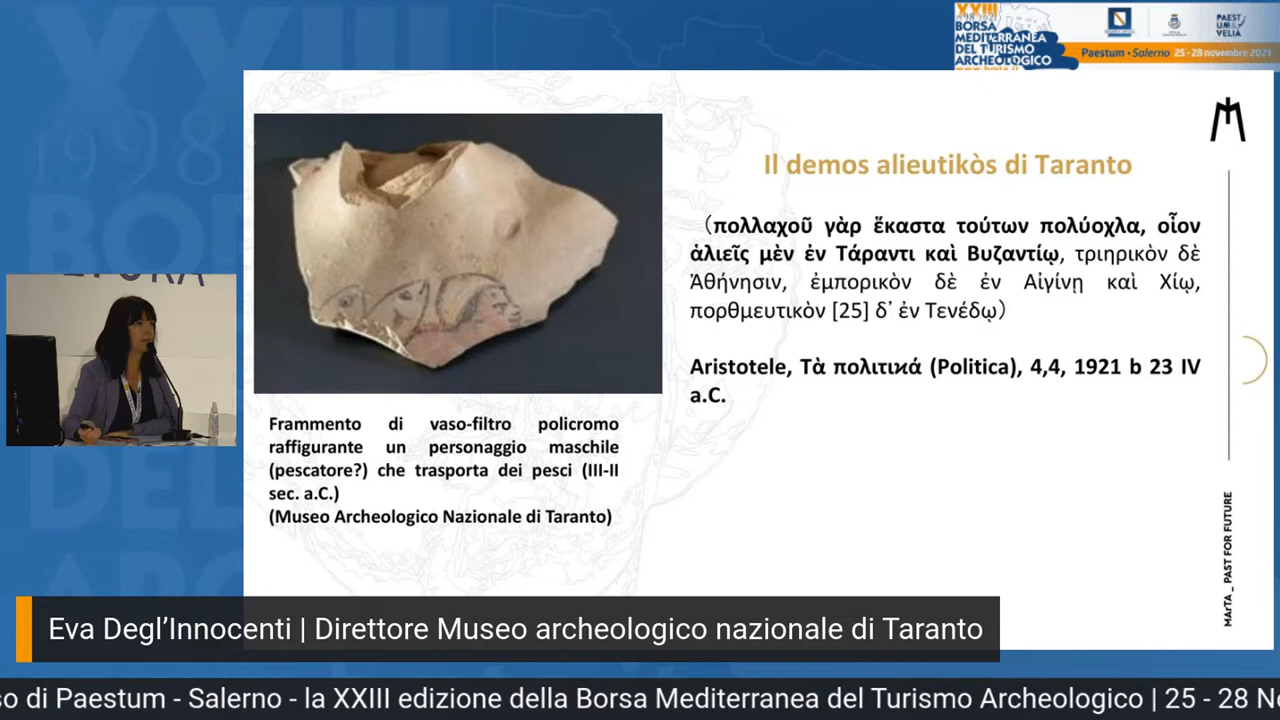 XXIII
BORSA
MEDITERRANEA
DEL TURISMO
ARCHEOLOGICO
PAEST
UM&
VELIA
Paestum • Salerno 25 - 28 novembre 2021
XXIII
1998
Il demos alieutikòs di Taranto
(πολλαχοῦ γὰρ ἕκαστα τούτων πολύοχλα, οἷον
ἁλιεῖς μὲν ἐν Τάραντι καὶ Βυζαντίῳ, τριηρικὸν δὲ
Ἀθήνησιν, ἐμπορικὸν δὲ ἐν Αἰγίνῃ καὶ Χίῳ,
πορθμευτικὸν [25] δ᾽ ἐν Τενέδῳ)
Aristotele, Τὰ πολιτικά (Politica), 4,4, 1921 b 23 IV
a.C.
Frammento di vaso-filtro policromo
raffigurante un personaggio maschile
(pescatore?) che trasporta dei pesci (III-II
sec. a.C.)
(Museo Archeologico Nazionale di Taranto)
MArTA _ PAST FOR FUTURE
Eva Degl’Innocenti | Direttore Museo archeologico nazionale di Taranto
so di Paestum - Salerno - la XXIII edizione della Borsa Mediterranea del Turismo Archeologico | 25 - 28 No